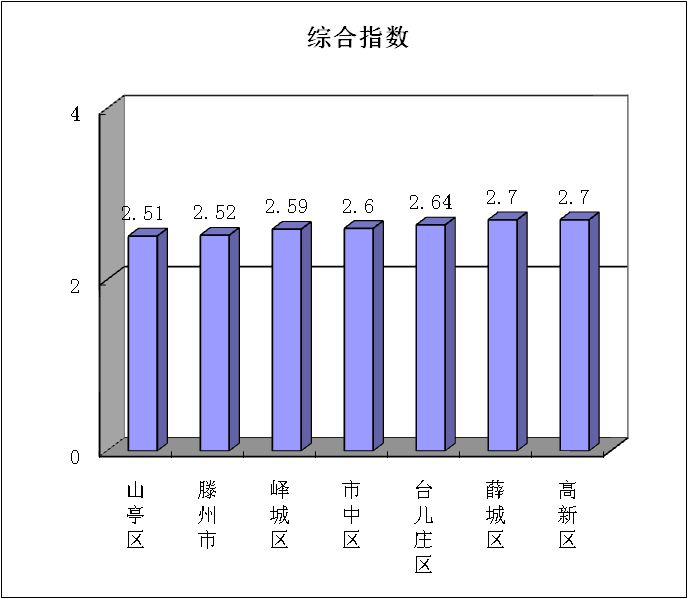 综合指数
4
2
0
2.51
2.52
2.59
2.6
2.64
2.7
2.7
山亭区
滕州市
峄城区
市中区
台儿庄区
薛城区
高新区